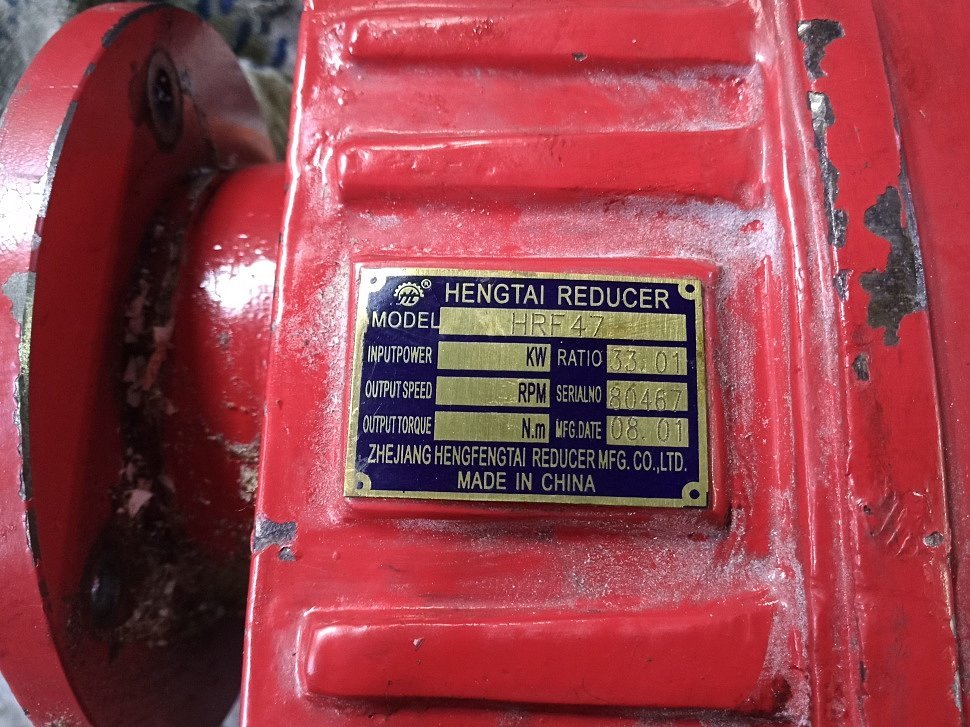 ® HENGTAI REDUCER
MODEL HRF47
INPUTPOWER KW RATIO 33.01
OUTPUT SPEED RPM SERIALNO 80467
OUTPUT TORQUE N.m MFG.DATE 08.01
ZHEJIANG HENGFENGTAI REDUCER MFG. CO.,LTD.
MADE IN CHINA